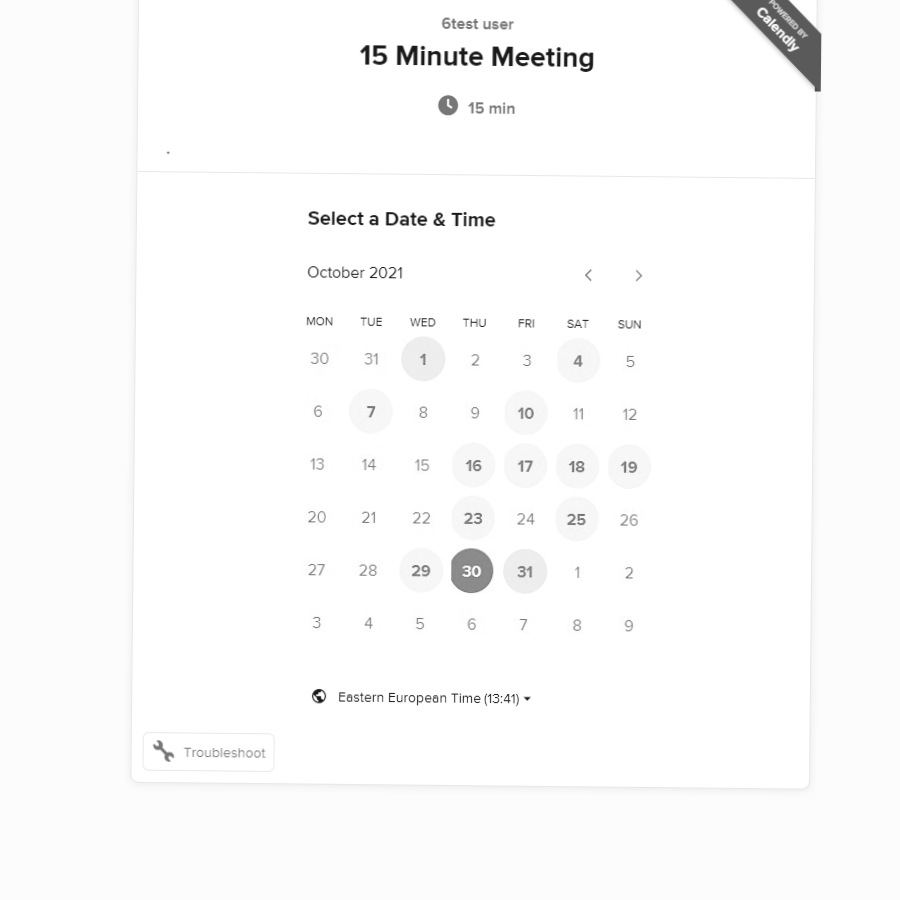 6test user
15 Minute Meeting
15 min
POWERED BY
Calendly
Select a Date & Time
October 2021
MON TUE WED THU FRI SAT SUN
30 31 1 2 3 4 5
6 7 8 9 10 11 12
13 14 15 16 17 18 19
20 21 22 23 24 25 26
27 28 29 30 31 1 2
3 4 5 6 7 8 9
Eastern European Time (13:41)
Troubleshoot